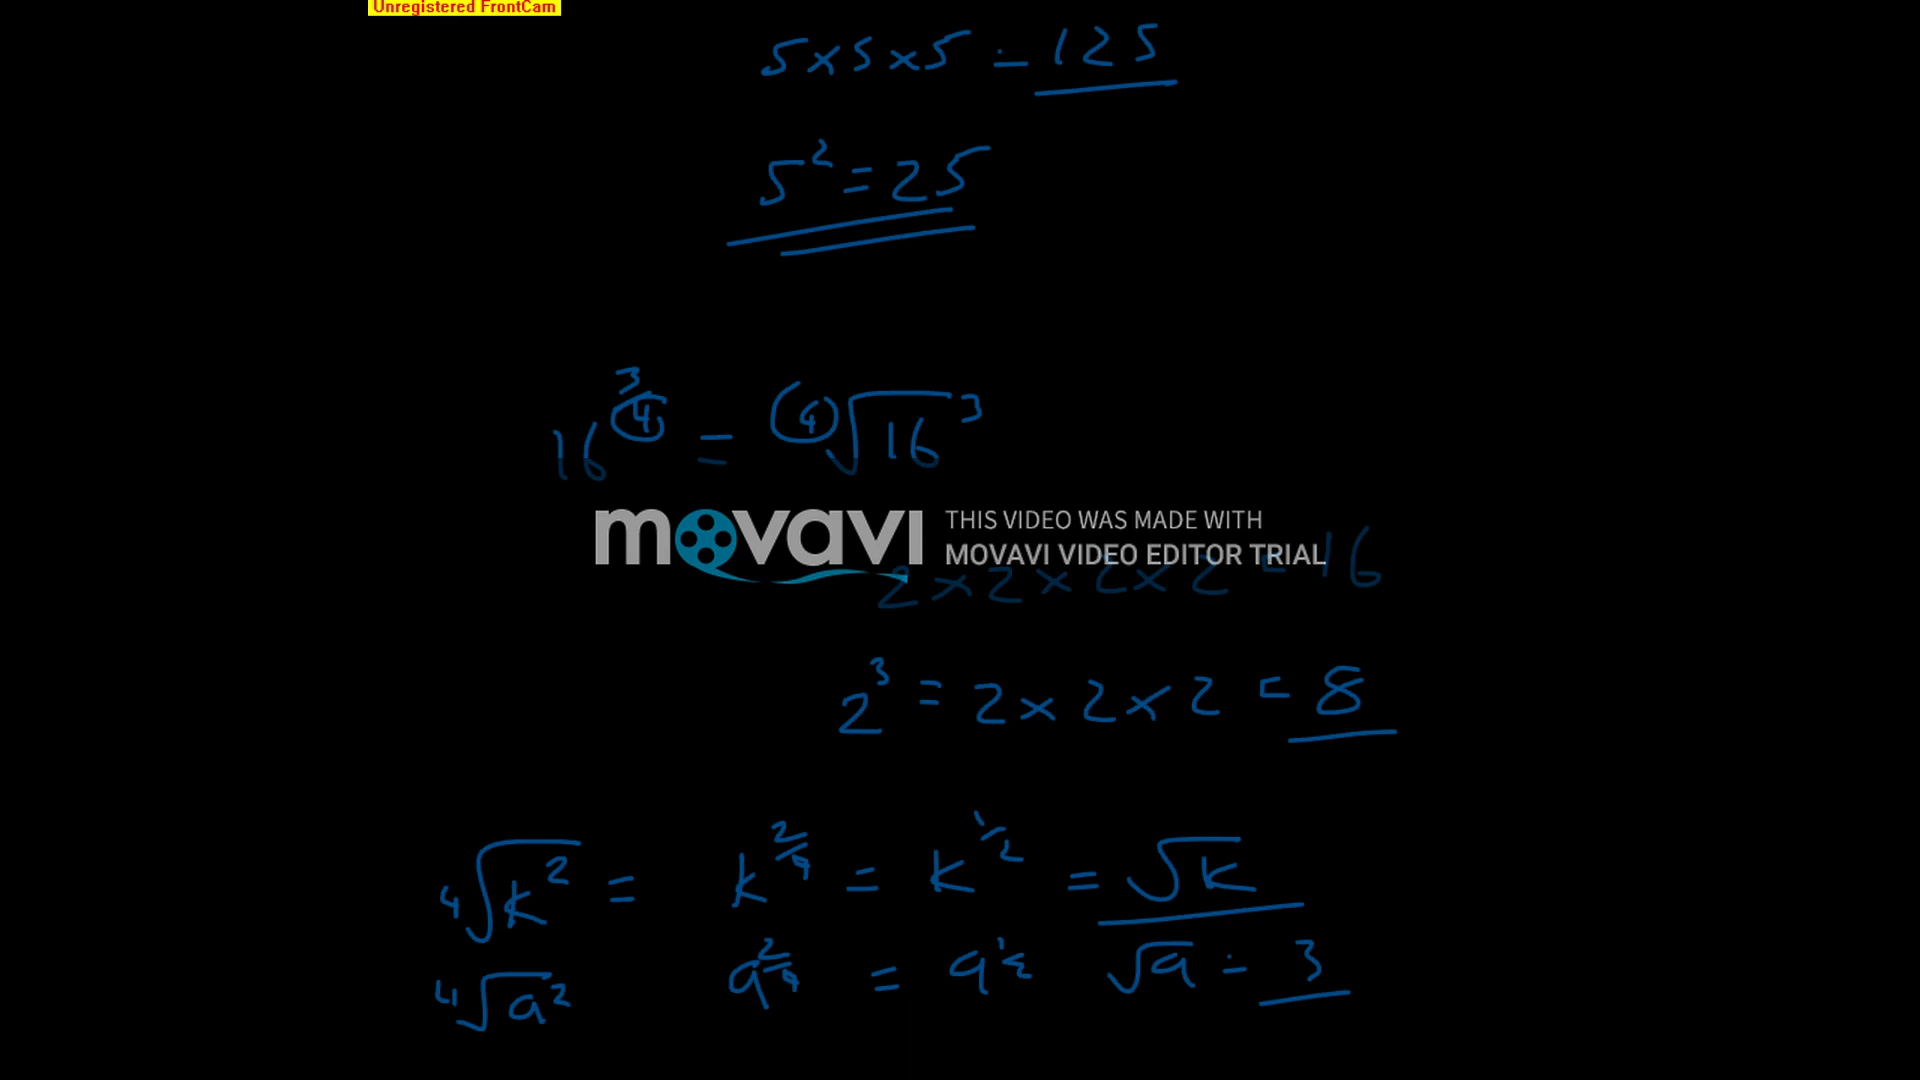 Unregistered FrontCam
5 x 5 x 5 = 125
5² = 25
16^(3/4) = ⁴√16³
movavi THIS VIDEO WAS MADE WITH
MOVAVI VIDEO EDITOR TRIAL
2 x 2 x 2 x 2 = 16
2³ = 2 x 2 x 2 = 8
⁴√k² = k^(2/4) = k^(1/2) = √k
⁴√9² 9^(2/4) = 9^(1/2) √9 = 3